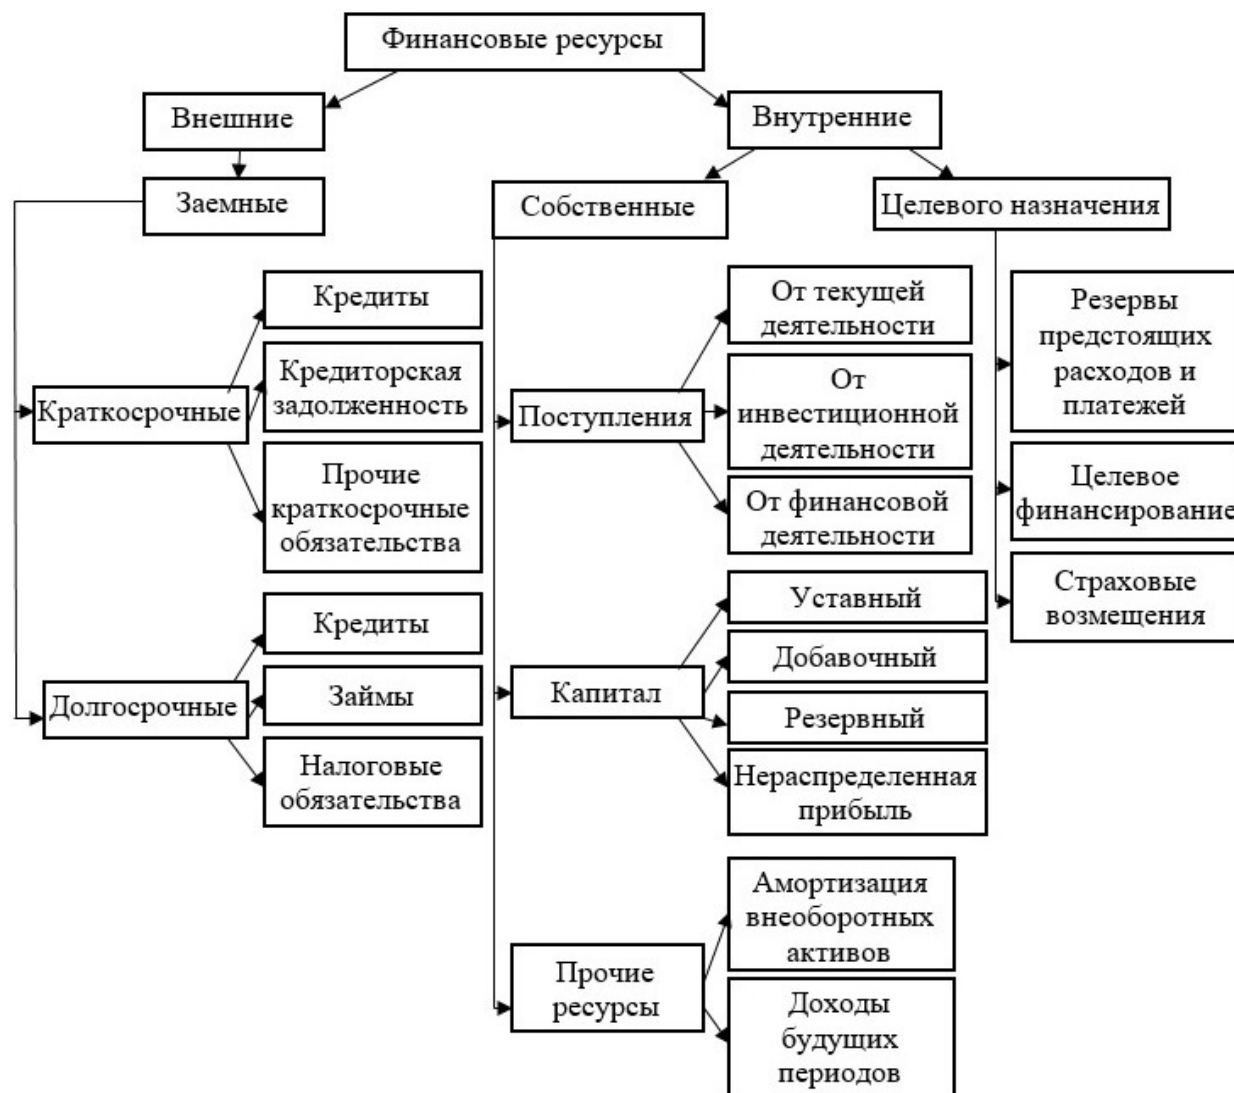 Финансовые ресурсы
Внешние
Внутренние
Заемные
Собственные
Целевого назначения
Краткосрочные
Кредиты
Кредиторская
задолженность
Прочие
краткосрочные
обязательства
Долгосрочные
Кредиты
Займы
Налоговые
обязательства
Поступления
От текущей
деятельности
От
инвестиционной
деятельности
От финансовой
деятельности
Капитал
Уставный
Добавочный
Резервный
Нераспределенная
прибыль
Прочие
ресурсы
Амортизация
внеоборотных
активов
Доходы
будущих
периодов
Резервы
предстоящих
расходов и
платежей
Целевое
финансирование
Страховые
возмещения